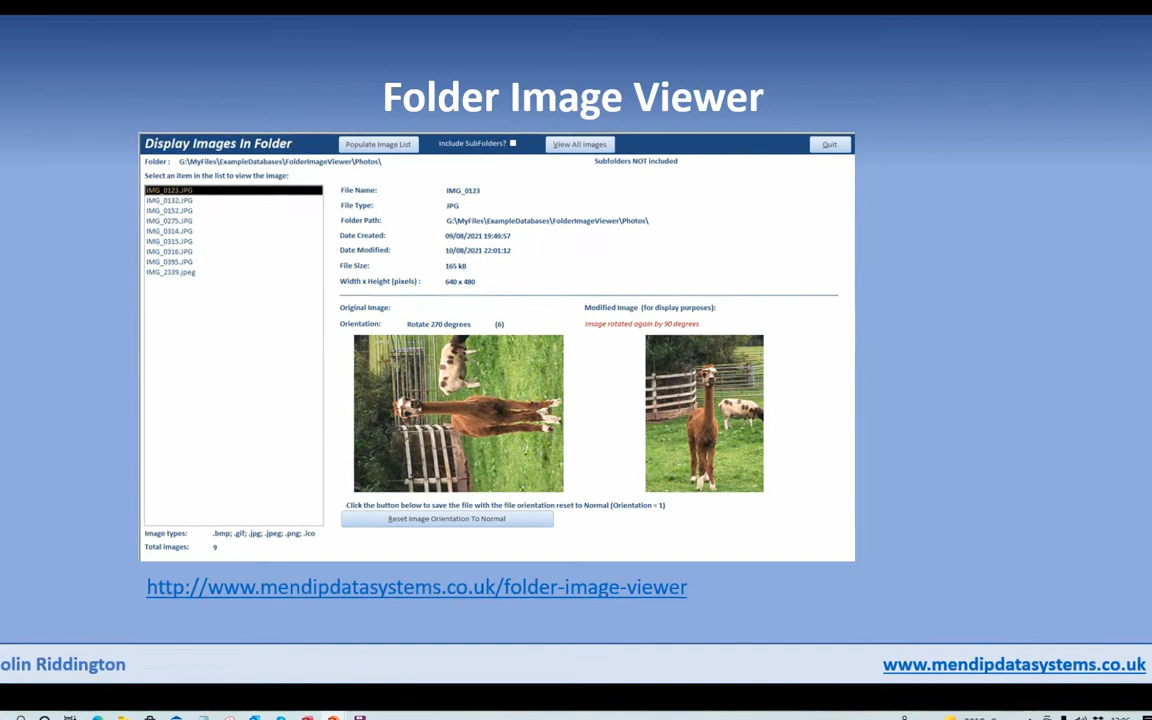 Folder Image Viewer
Display Images In Folder
Populate Image List
Include SubFolders?
View All images
Quit
Folder : G:\MyFiles\ExampleDatabases\FolderImageViewer\Photos\
Subfolders NOT included
Select an item in the list to view the image:
IMG_0123.JPG
IMG_0132.JPG
IMG_0152.JPG
IMG_0275.JPG
IMG_0314.JPG
IMG_0315.JPG
IMG_0316.JPG
IMG_0395.JPG
IMG_2339.jpeg
File Name: IMG_0123
File Type: JPG
Folder Path: G:\MyFiles\ExampleDatabases\FolderImageViewer\Photos\
Date Created: 09/08/2021 19:49:57
Date Modified: 10/08/2021 22:01:12
File Size: 165 kB
Width x Height (pixels) : 640 x 480
Original Image:
Orientation: Rotate 270 degrees (6)
Modified Image (for display purposes):
Image rotated again by 90 degrees
Click the button below to save the file with the file orientation reset to Normal (Orientation = 1)
Reset Image Orientation To Normal
Image types: .bmp; .gif; .jpg; .jpeg; .png; .ico
Total images: 9
http://www.mendipdatasystems.co.uk/folder-image-viewer
olin Riddington
www.mendipdatasystems.co.uk